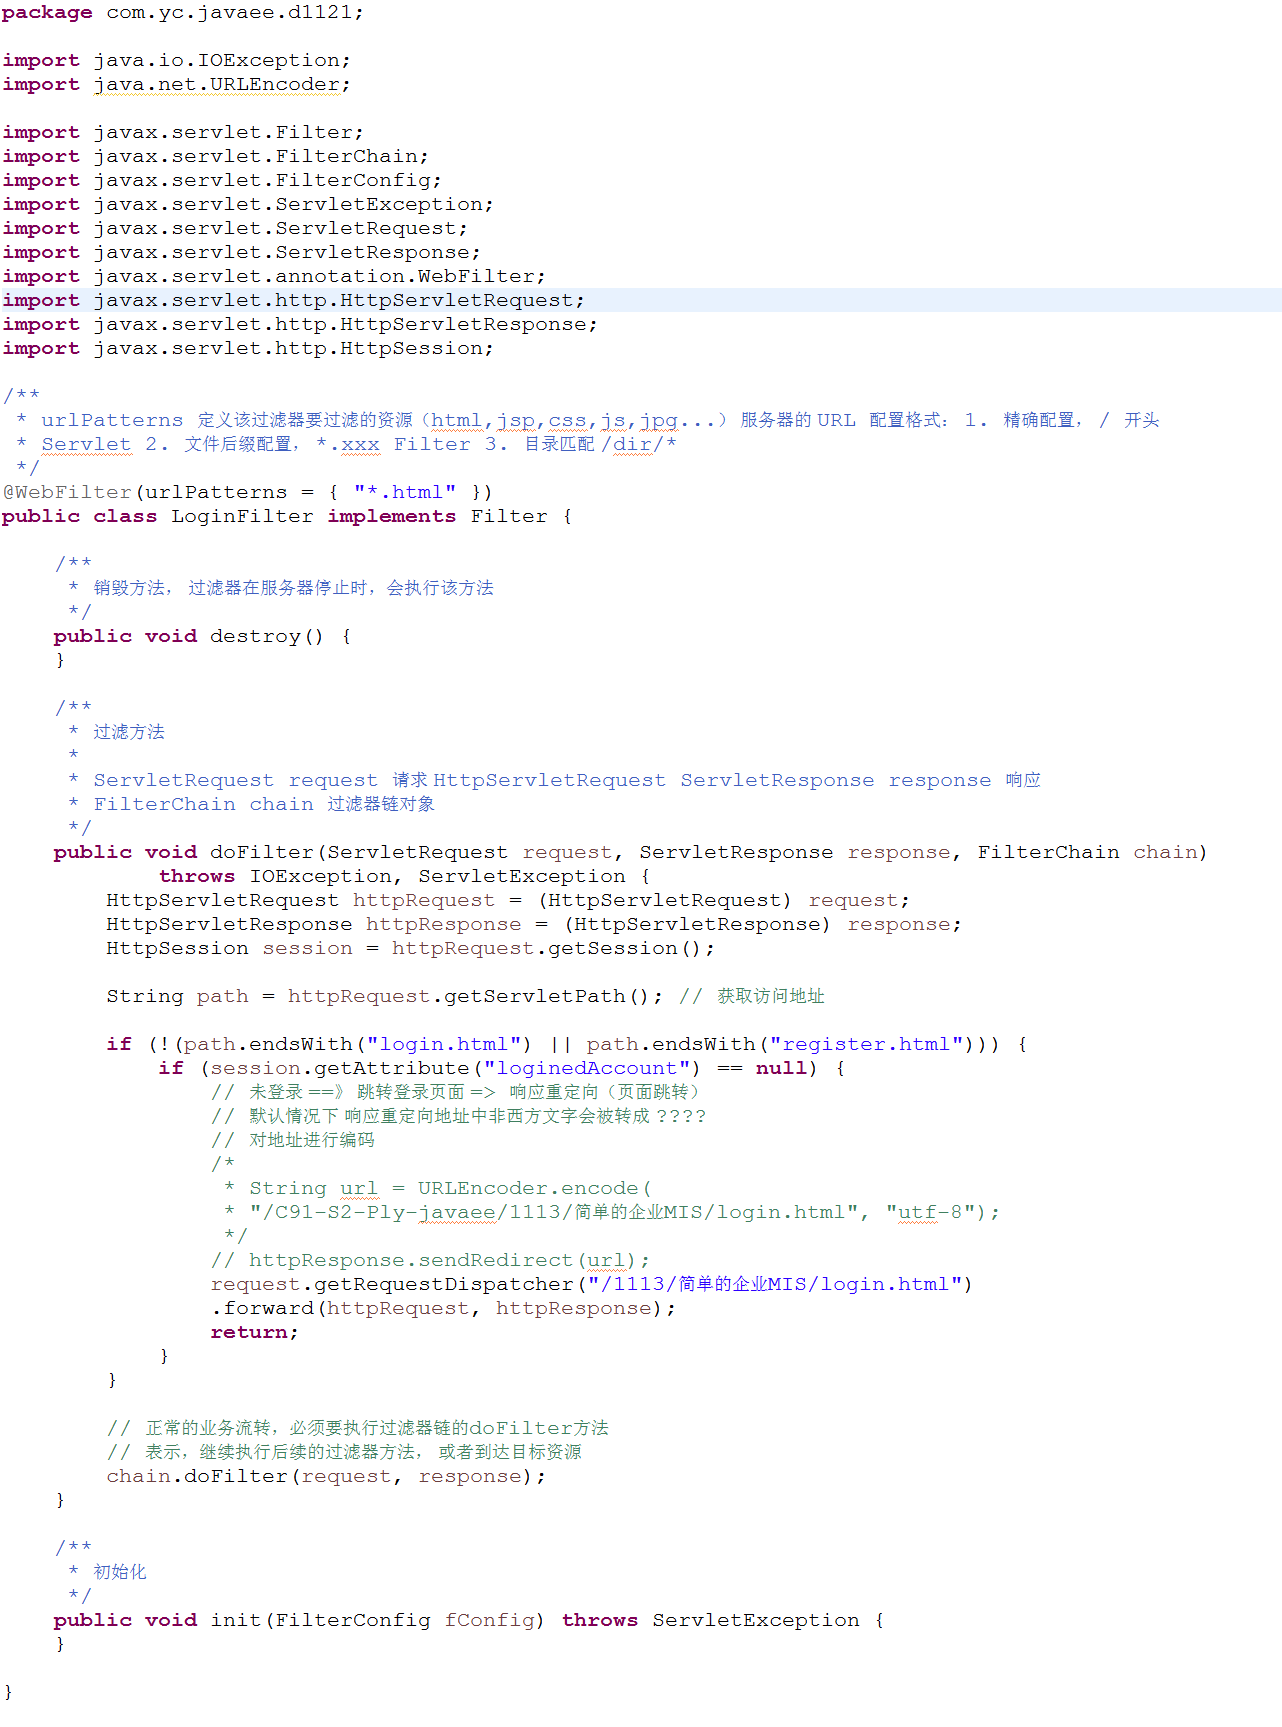 package com.yc.javaee.d1121;
import java.io.IOException;
import java.net.URLEncoder;
import javax.servlet.Filter;
import javax.servlet.FilterChain;
import javax.servlet.FilterConfig;
import javax.servlet.ServletException;
import javax.servlet.ServletRequest;
import javax.servlet.ServletResponse;
import javax.servlet.annotation.WebFilter;
import javax.servlet.http.HttpServletRequest;
import javax.servlet.http.HttpServletResponse;
import javax.servlet.http.HttpSession;
/**
* urlPatterns 定义该过滤器要过滤的资源（html,jsp,css,js,jpg...） 服务器的 URL 配置格式： 1. 精确配置， / 开头
* Servlet 2. 文件后缀配置， *.xxx Filter 3. 目录匹配 /dir/*
*/
@WebFilter(urlPatterns = { "*.html" })
public class LoginFilter implements Filter {
/**
* 销毁方法， 过滤器在服务器停止时，会执行该方法
*/
public void destroy() {
}
/**
* 过滤方法
*
* ServletRequest request 请求 HttpServletRequest ServletResponse response 响应
* FilterChain chain 过滤器链对象
*/
public void doFilter(ServletRequest request, ServletResponse response, FilterChain chain)
throws IOException, ServletException {
HttpServletRequest httpRequest = (HttpServletRequest) request;
HttpServletResponse httpResponse = (HttpServletResponse) response;
HttpSession session = httpRequest.getSession();
String path = httpRequest.getServletPath(); // 获取访问地址
if (!(path.endsWith("login.html") || path.endsWith("register.html"))) {
if (session.getAttribute("loginedAccount") == null) {
// 未登录 ==》 跳转登录页面 => 响应重定向（页面跳转）
// 默认情况下 响应重定向地址中非西方文字会被转成 ????
// 对地址进行编码
/*
* String url = URLEncoder.encode(
* "/C91-S2-Ply-javaee/1113/简单的企业MIS/login.html", "utf-8");
*/
// httpResponse.sendRedirect(url);
request.getRequestDispatcher("/1113/简单的企业MIS/login.html")
.forward(httpRequest, httpResponse);
return;
}
}
// 正常的业务流转，必须要执行过滤器链的doFilter方法
// 表示，继续执行后续的过滤器方法， 或者到达目标资源
chain.doFilter(request, response);
}
/**
* 初始化
*/
public void init(FilterConfig fConfig) throws ServletException {
}
}